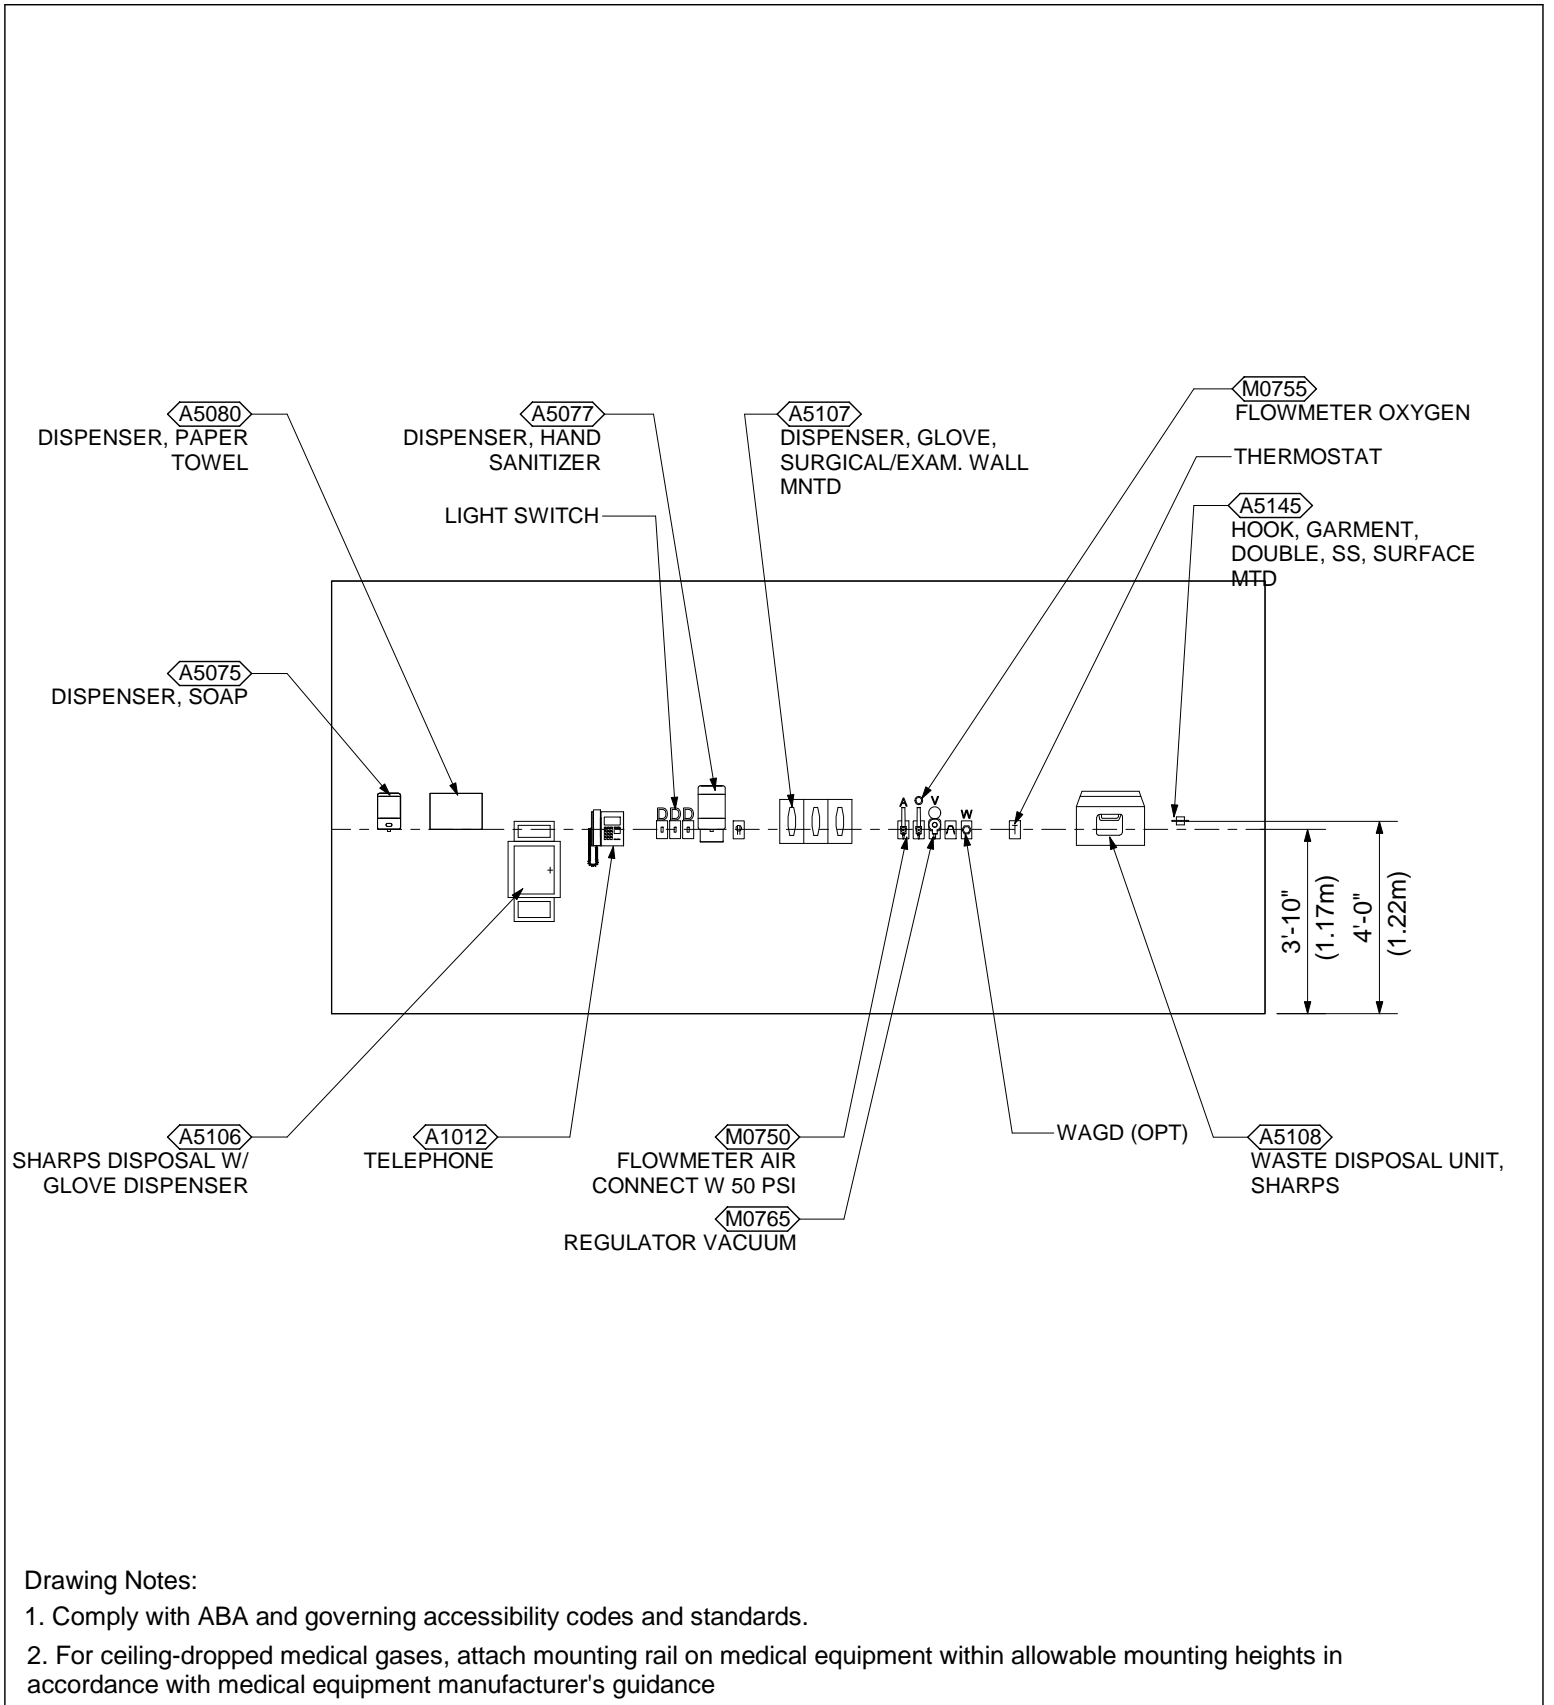 A5080
DISPENSER, PAPER
TOWEL
A5077
DISPENSER, HAND
SANITIZER
LIGHT SWITCH
A5107
DISPENSER, GLOVE,
SURGICAL/EXAM. WALL
MNTD
M0755
FLOWMETER OXYGEN
THERMOSTAT
A5145
HOOK, GARMENT,
DOUBLE, SS, SURFACE
MTD
A5075
DISPENSER, SOAP
D D D
A O V
W
3'-10"
(1.17m)
4'-0"
(1.22m)
A5106
SHARPS DISPOSAL W/
GLOVE DISPENSER
A1012
TELEPHONE
M0750
FLOWMETER AIR
CONNECT W 50 PSI
M0765
REGULATOR VACUUM
WAGD (OPT)
A5108
WASTE DISPOSAL UNIT,
SHARPS
Drawing Notes:
1. Comply with ABA and governing accessibility codes and standards.
2. For ceiling-dropped medical gases, attach mounting rail on medical equipment within allowable mounting heights in
accordance with medical equipment manufacturer's guidance